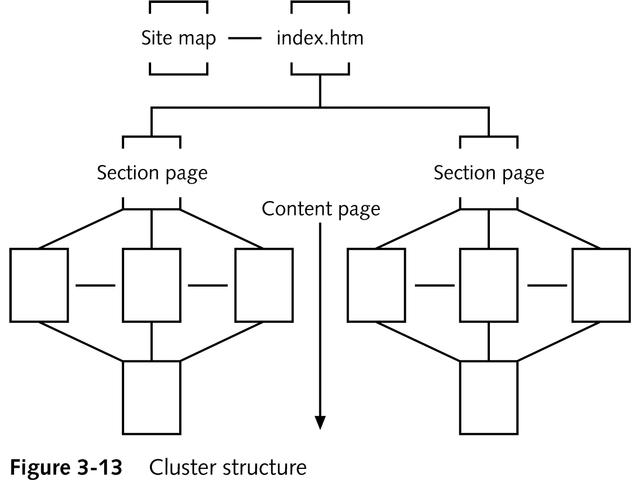 Site map
index.htm
Section page
Section page
Content page
Figure 3-13 Cluster structure